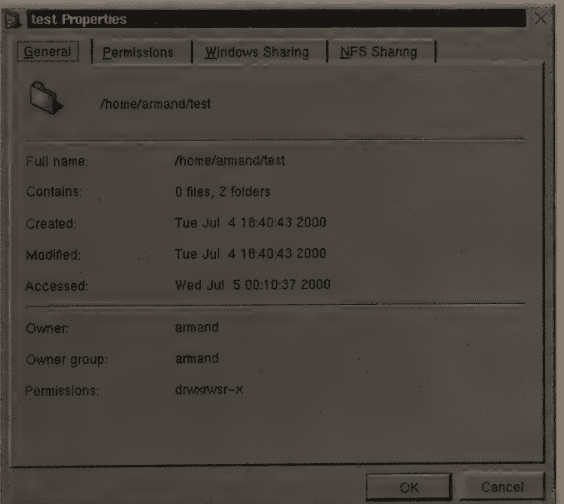 test Properties
General Permissions Windows Sharing NFS Sharing
/home/armand/test
Full name: /home/armand/test
Contains: 0 files, 2 folders
Created: Tue Jul 4 16:40:43 2000
Modified: Tue Jul 4 16:40:43 2000
Accessed: Wed Jul 5 00:10:37 2000
Owner: armand
Owner group: armand
Permissions: drwxrwsr-x
OK Cancel